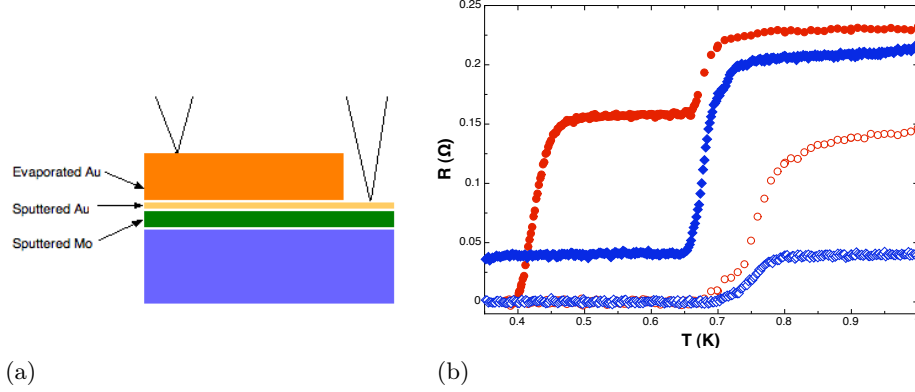 Evaporated Au
Sputtered Au
Sputtered Mo
(a)
R (Ω)
0.25
0.2
0.15
0.1
0.05
0
0.4 0.5 0.6 0.7 0.8 0.9
T (K)
(b)